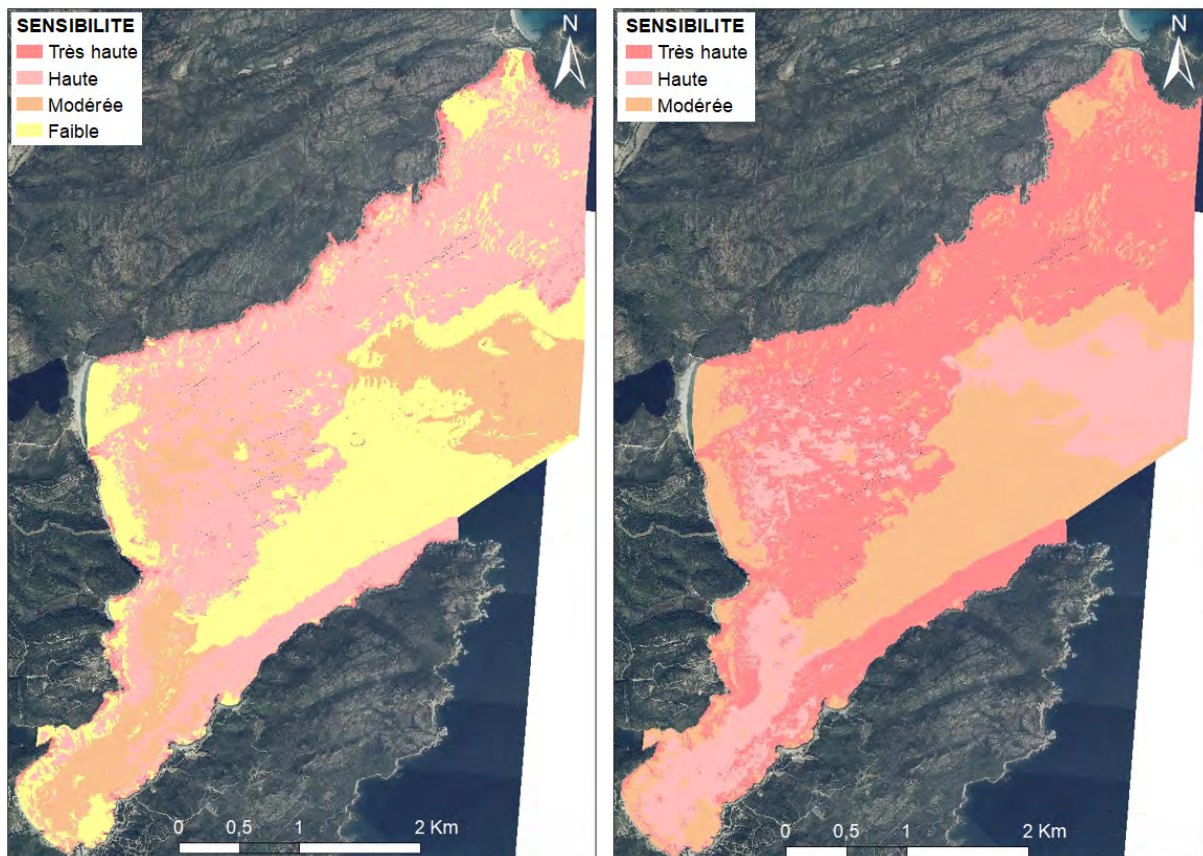 SENSIBILITE
Très haute
Haute
Modérée
Faible
N
0 0,5 1 2 Km
SENSIBILITE
Très haute
Haute
Modérée
N
0 0,5 1 2 Km